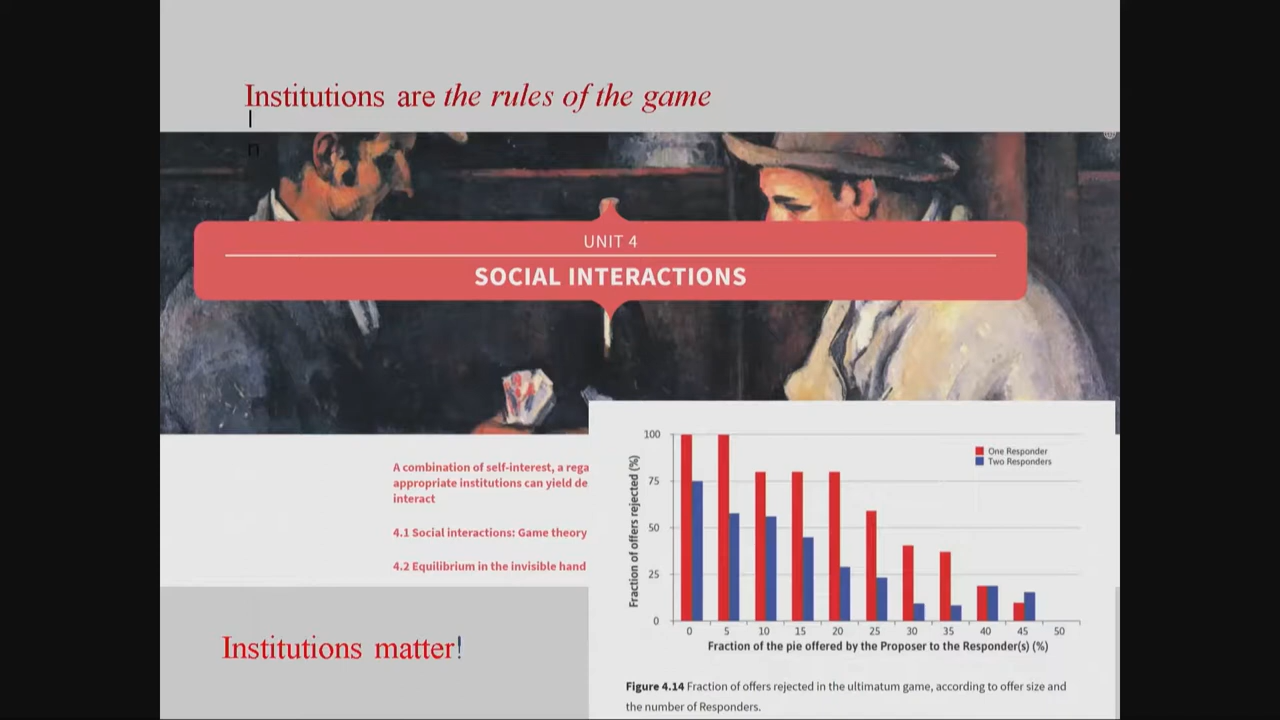 Institutions are the rules of the game
I
n
UNIT 4
SOCIAL INTERACTIONS
A combination of self-interest, a rega
appropriate institutions can yield de
interact
4.1 Social interactions: Game theory
4.2 Equilibrium in the invisible hand
Institutions matter!
Fraction of offers rejected (%)
100
75
50
25
0
One Responder
Two Responders
0 5 10 15 20 25 30 35 40 45 50
Fraction of the pie offered by the Proposer to the Responder(s) (%)
Figure 4.14 Fraction of offers rejected in the ultimatum game, according to offer size and
the number of Responders.